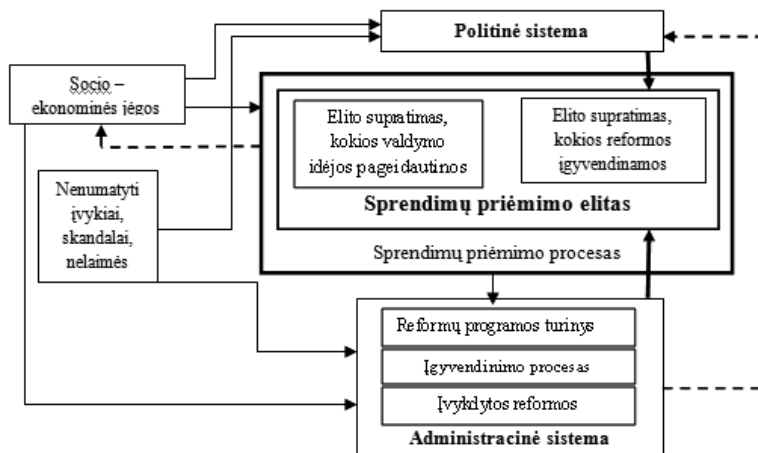 Politinė sistema
Socio –
ekonominės jėgos
Elito supratimas,
kokios valdymo
idėjos pageidautinos
Elito supratimas,
kokios reformos
įgyvendinamos
Sprendimų priėmimo elitas
Sprendimų priėmimo procesas
Nenumatyti
įvykiai,
skandalai,
nelaimės
Reformų programos turinys
Įgyvendinimo procesas
Įvykdytos reformos
Administracinė sistema